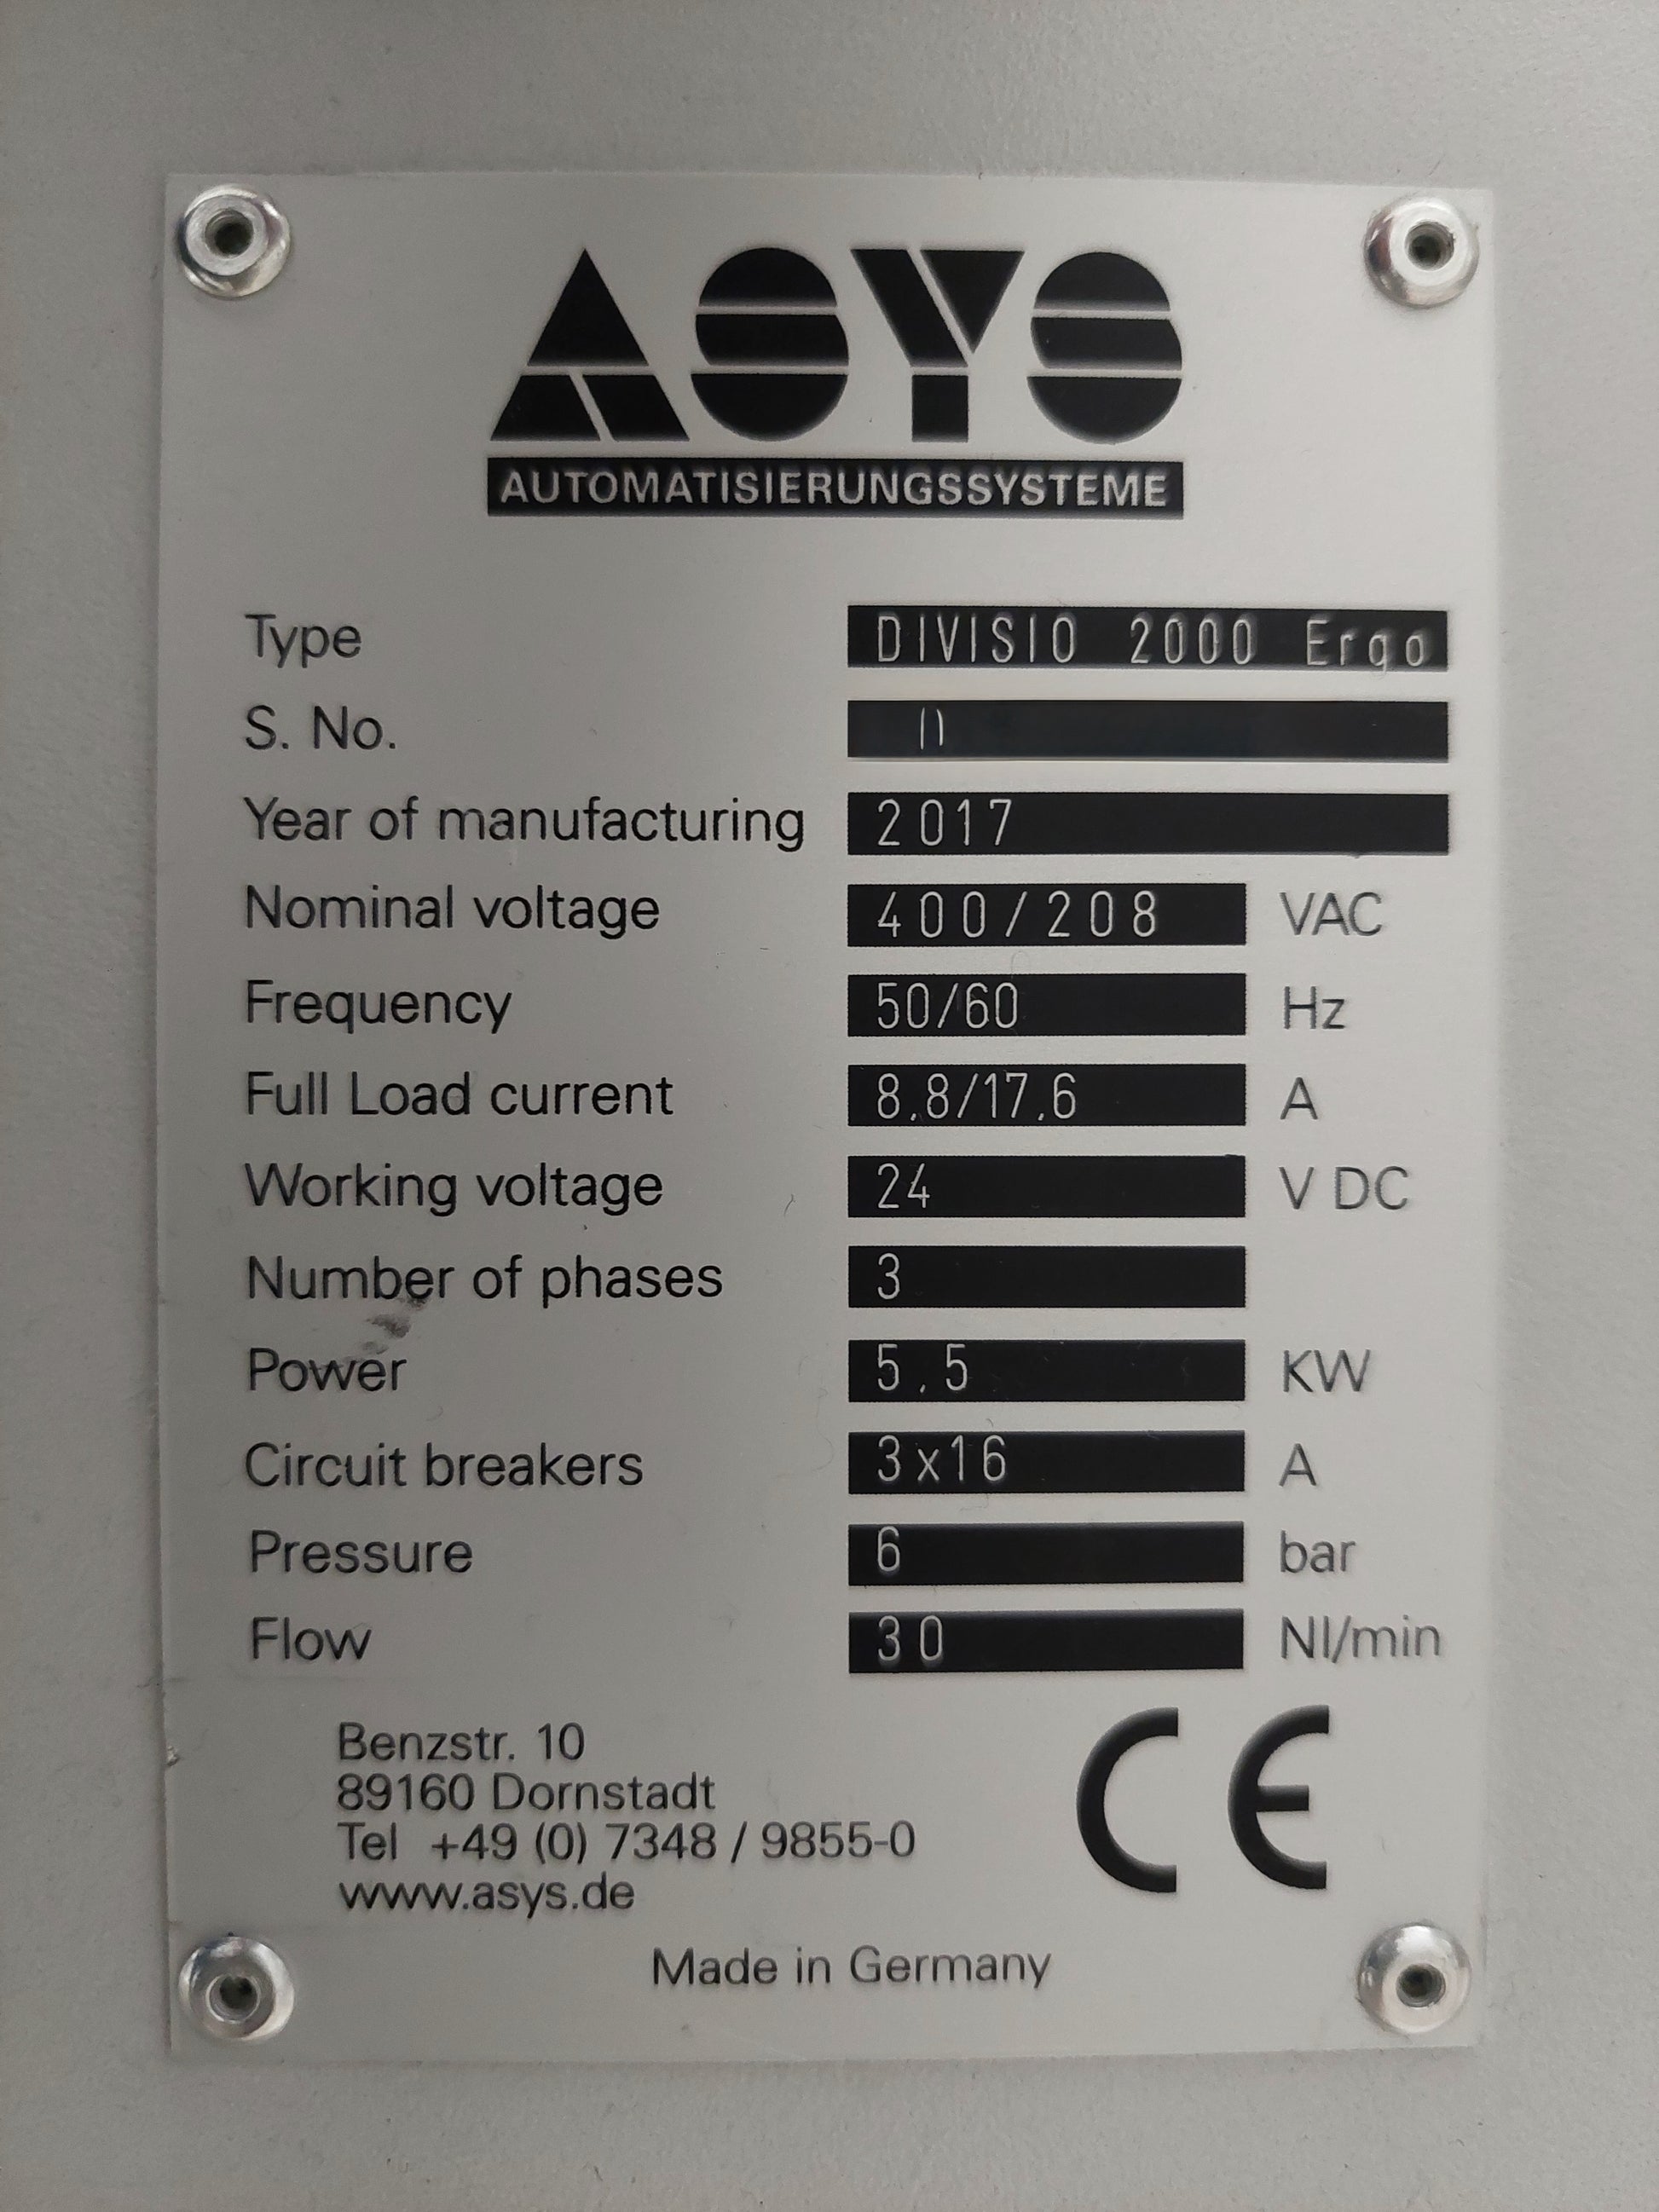 ASYS
AUTOMATISIERUNGSSYSTEME
Type DIVISIO 2000 Ergo
S. No.
Year of manufacturing 2017
Nominal voltage 400/208 VAC
Frequency 50/60 Hz
Full Load current 8.8/17.6 A
Working voltage 24 V DC
Number of phases 3
Power 5.5 KW
Circuit breakers 3x16 A
Pressure 6 bar
Flow 30 Nl/min
Benzstr. 10
89160 Dornstadt
Tel +49 (0) 7348 / 9855-0
www.asys.de
CE
Made in Germany